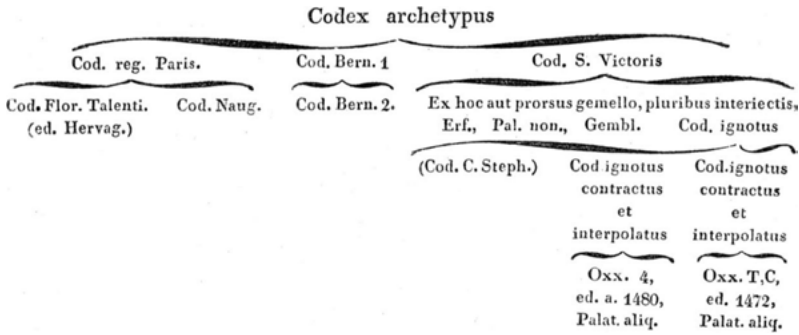 Codex archetypus
Cod. reg. Paris. Cod. Bern. 1 Cod. S. Victoris
Cod. Flor. Talenti. Cod. Naug. Cod. Bern. 2. Ex hoc aut prorsus gemello, pluribus interiectis,
(ed. Hervag.) Erf., Pal. non., Gembl. Cod. ignotus
(Cod. C. Steph.) Cod ignotus Cod.ignotus
contractus contractus
et et
interpolatus interpolatus
Oxx. 4, Oxx. T,C,
ed. a. 1480, ed. 1472,
Palat. aliq. Palat. aliq.